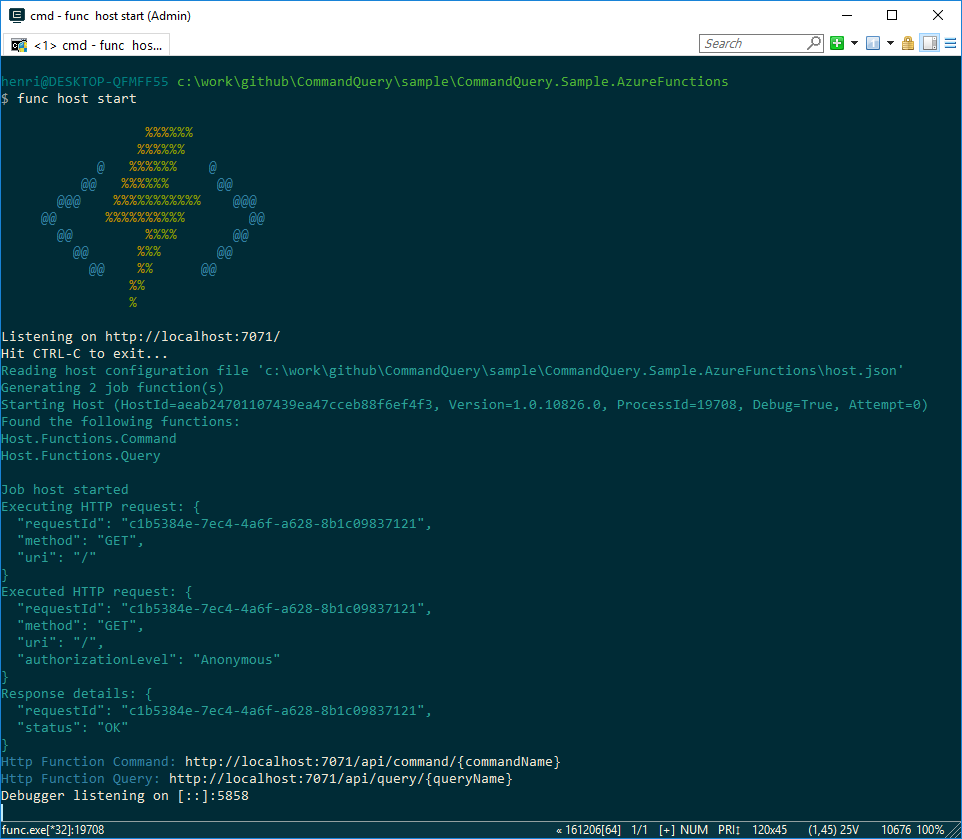 cmd - func  host start (Admin)
<1> cmd - func  hos...
Search
henri@DESKTOP-QFMFF55 c:\work\github\CommandQuery\sample\CommandQuery.Sample.AzureFunctions
$ func host start
                  %%%%%%
                 %%%%%%
            @   %%%%%%    @
          @@   %%%%%%      @@
       @@@    %%%%%%%%%%%    @@@
     @@      %%%%%%%%%%        @@
       @@         %%%%       @@
         @@      %%%       @@
           @@    %%      @@
                %%
                %
Listening on http://localhost:7071/
Hit CTRL-C to exit...
Reading host configuration file 'c:\work\github\CommandQuery\sample\CommandQuery.Sample.AzureFunctions\host.json'
Generating 2 job function(s)
Starting Host (HostId=aeab24701107439ea47cceb88f6ef4f3, Version=1.0.10826.0, ProcessId=19708, Debug=True, Attempt=0)
Found the following functions:
Host.Functions.Command
Host.Functions.Query
Job host started
Executing HTTP request: {
  "requestId": "c1b5384e-7ec4-4a6f-a628-8b1c09837121",
  "method": "GET",
  "uri": "/"
}
Executed HTTP request: {
  "requestId": "c1b5384e-7ec4-4a6f-a628-8b1c09837121",
  "method": "GET",
  "uri": "/",
  "authorizationLevel": "Anonymous"
}
Response details: {
  "requestId": "c1b5384e-7ec4-4a6f-a628-8b1c09837121",
  "status": "OK"
}
Http Function Command: http://localhost:7071/api/command/{commandName}
Http Function Query: http://localhost:7071/api/query/{queryName}
Debugger listening on [::]:5858
func.exe[*32]:19708 « 161206[64] 1/1 [+] NUM PRI↕ 120x45 (1,45) 25V 10676 100%